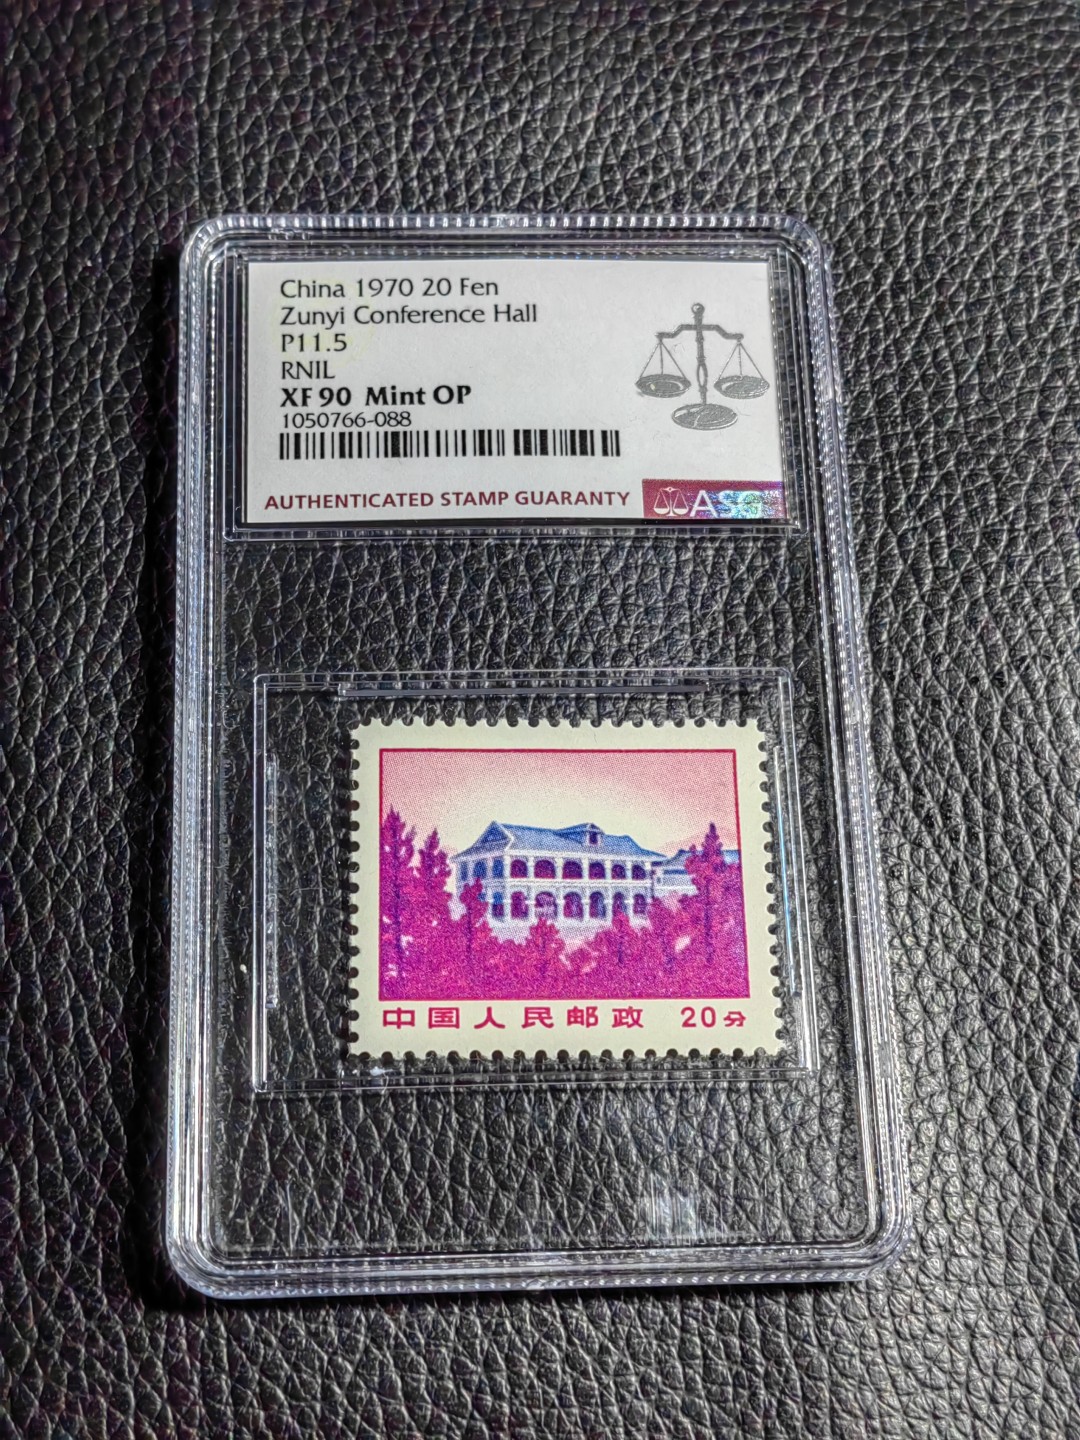 China 1970 20 Fen
Zunyi Conference Hall
P11.5
RNIL
XF 90 Mint OP
1050766-088
AUTHENTICATED STAMP GUARANTY
ASG
中国人民邮政 20分